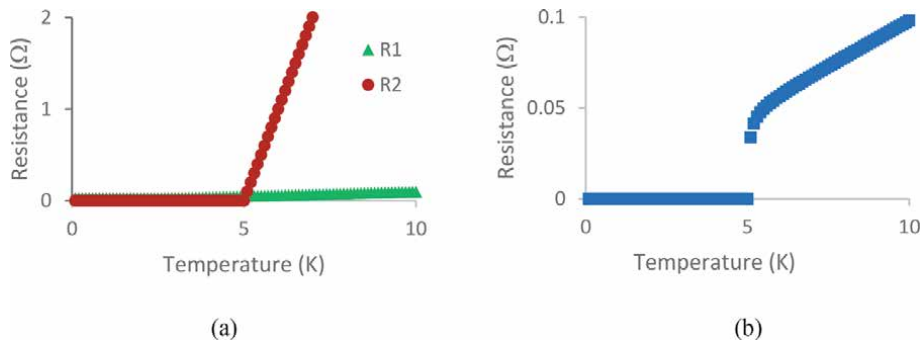 2
1
0
0
5
10
Resistance (Ω)
Temperature (K)
R1
R2
(a)
0.1
0.05
0
0
5
10
Resistance (Ω)
Temperature (K)
(b)